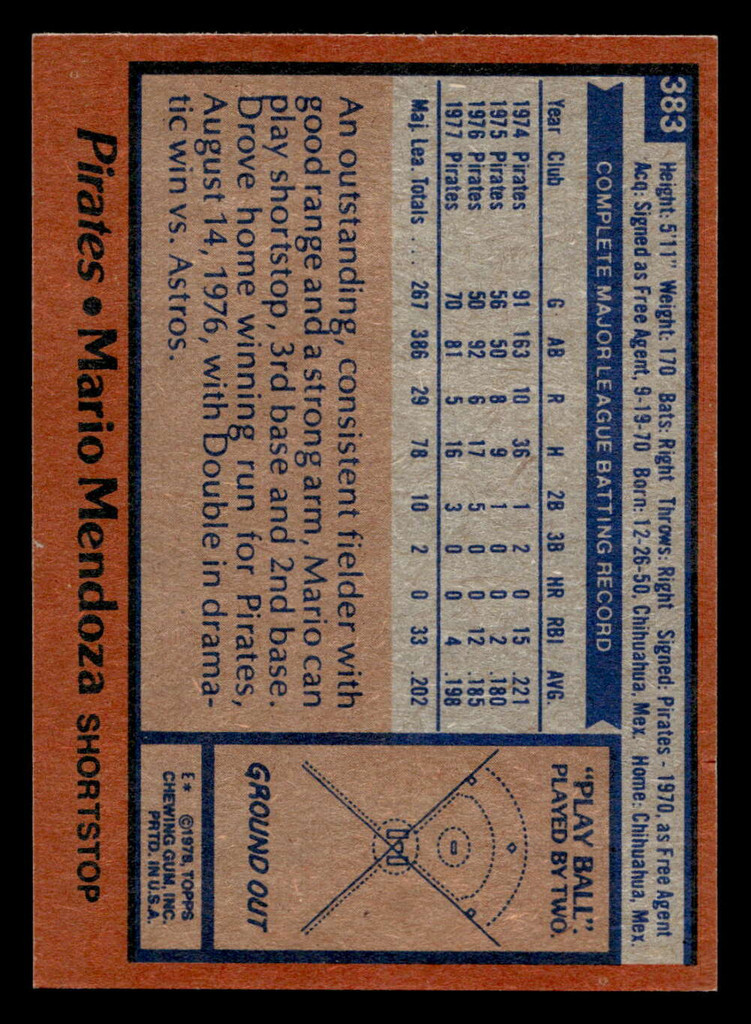 383
Height: 5'11" Weight: 170 Bats: Right Throws: Right Signed: Pirates - 1970, as Free Agent
Acq: Signed as Free Agent, 9-19-70 Born: 12-26-50, Chihuahua, Mex. Home: Chihuahua, Mex.
COMPLETE MAJOR LEAGUE BATTING RECORD
Year Club G AB R H 2B 3B HR RBI AVG.
1974 Pirates 91 163 10 36 1 2 0 15 .221
1975 Pirates 56 50 8 9 1 0 0 2 .180
1976 Pirates 50 92 6 17 5 0 0 12 .185
1977 Pirates 70 81 5 16 3 0 0 4 .198
Maj. Lea. Totals .... 267 386 29 78 10 2 0 33 .202
An outstanding, consistent fielder with
good range and a strong arm, Mario can
play shortstop, 3rd base and 2nd base.
Drove home winning run for Pirates,
August 14, 1976, with Double in drama-
tic win vs. Astros.
"PLAY BALL".
PLAYED BY TWO.
GROUND OUT
E* ©1978, TOPPS
CHEWING GUM, INC.
PRTD. IN U.S.A.
Pirates • Mario Mendoza SHORTSTOP